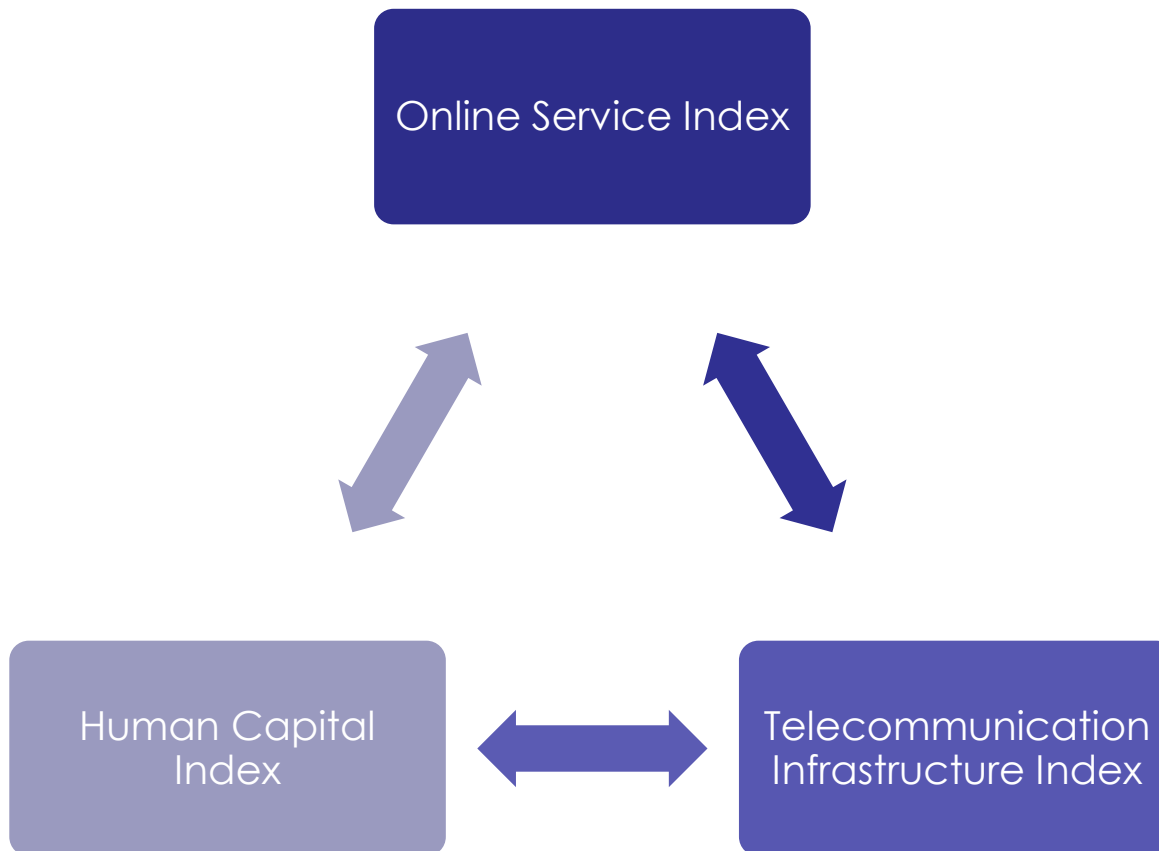 Online Service Index
Human Capital
Index
Telecommunication
Infrastructure Index